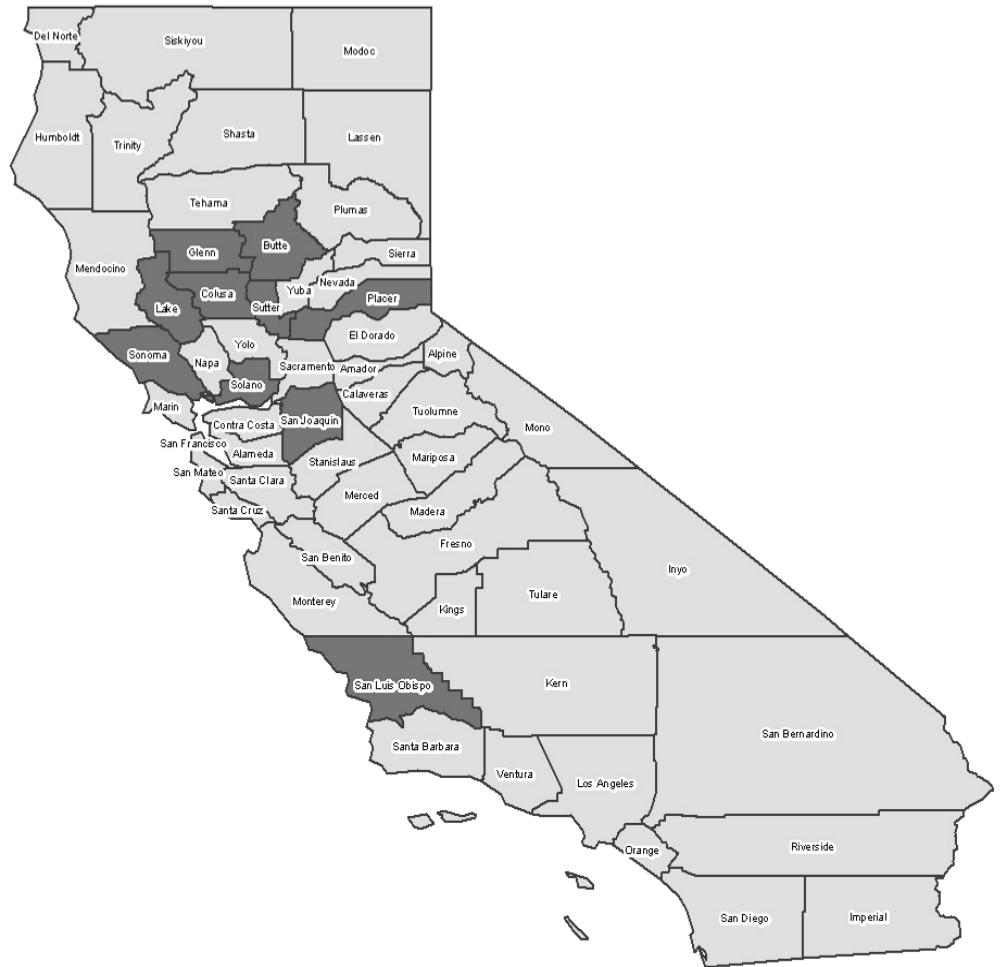 Del Norte
Siskiyou
Modoc
Humboldt
Trinity
Shasta
Lassen
Tehama
Plumas
Mendocino
Glenn
Butte
Sierra
Lake
Colusa
Sutter
Yuba
Nevada
Placer
Sonoma
Napa
Yolo
Sacramento
El Dorado
Alpine
Solano
Amador
Calaveras
Marin
Contra Costa
San Joaquin
Tuolumne
Mono
San Francisco
Alameda
Stanislaus
Mariposa
San Mateo
Santa Clara
Merced
Madera
Santa Cruz
San Benito
Fresno
Inyo
Monterey
Kings
Tulare
San Luis Obispo
Kern
San Bernardino
Santa Barbara
Ventura
Los Angeles
Orange
Riverside
San Diego
Imperial